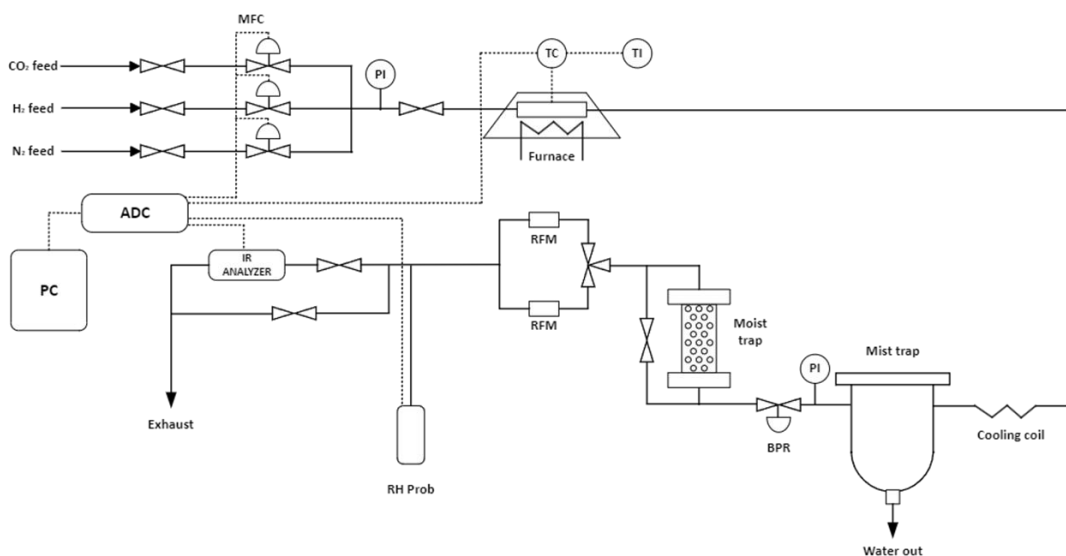 MFC
CO₂ feed
H₂ feed
N₂ feed
PI
TC
TI
Furnace
ADC
PC
IR
ANALYZER
RFM
RFM
Moist
trap
PI
Mist trap
BPR
Cooling coil
Exhaust
RH Prob
Water out